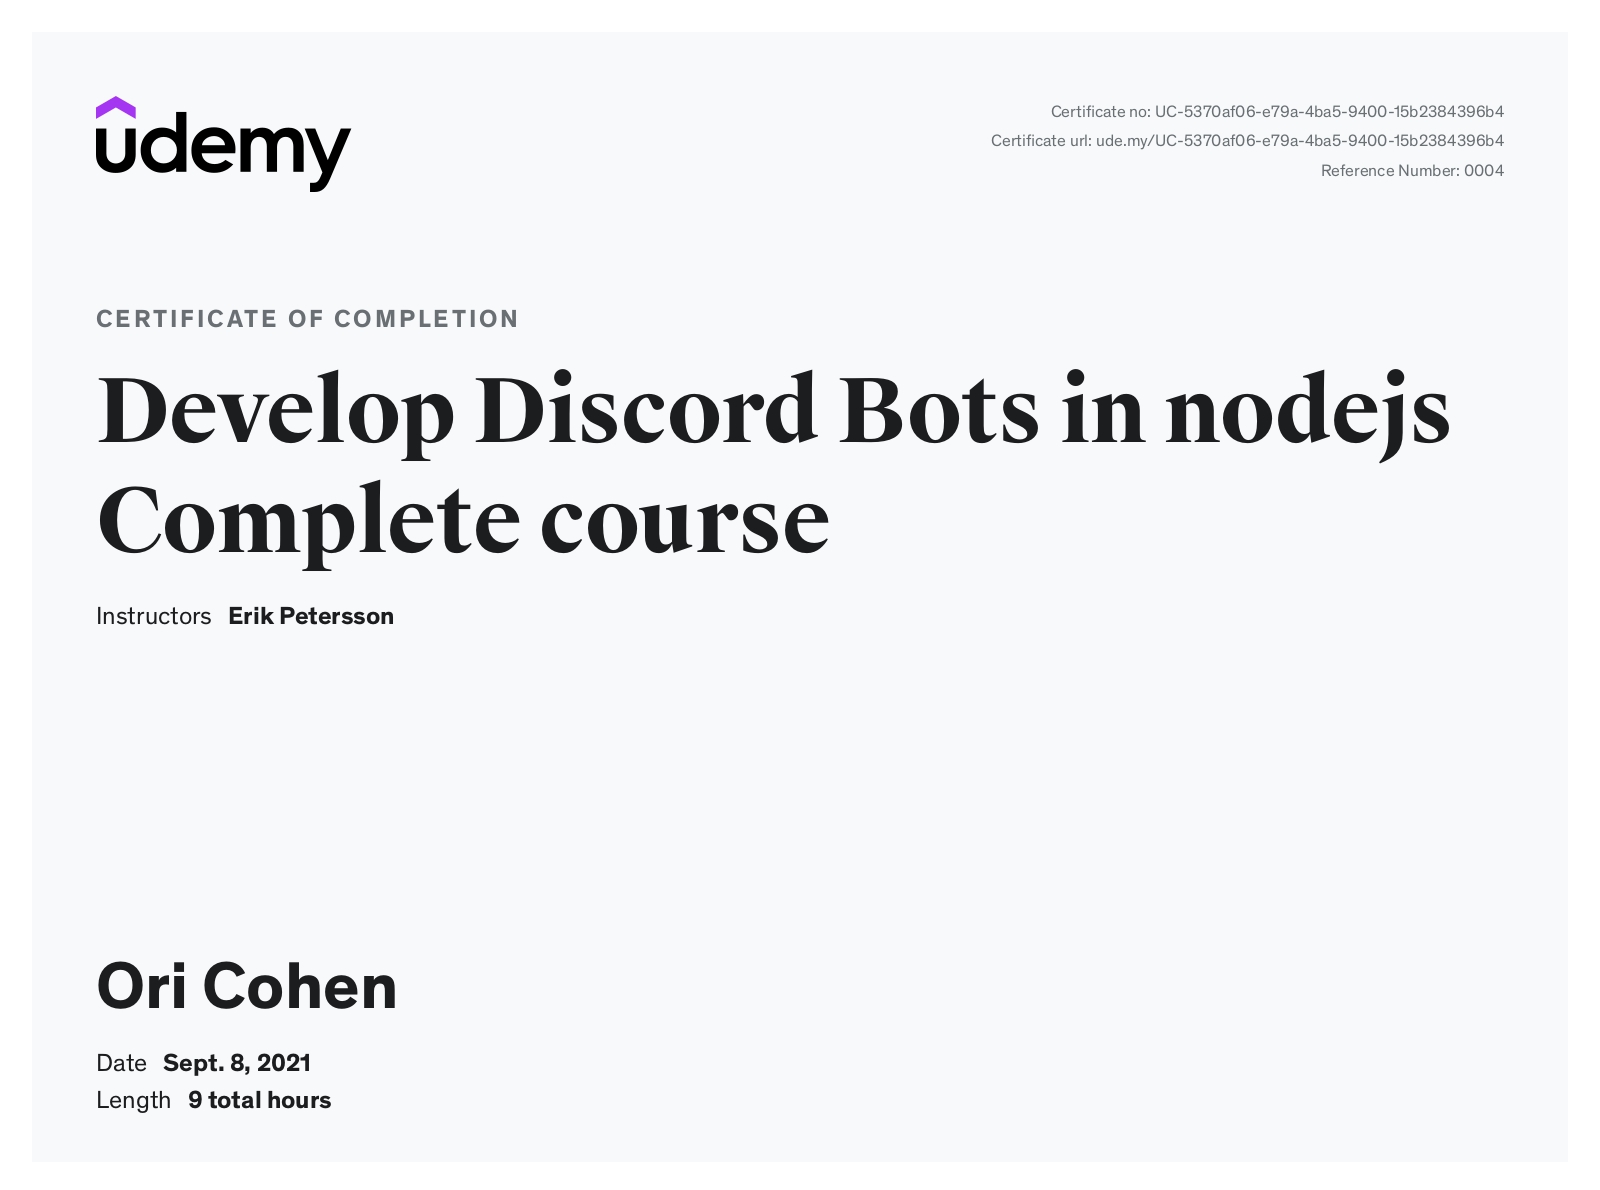 udemy
Certificate no: UC-5370af06-e79a-4ba5-9400-15b2384396b4
Certificate url: ude.my/UC-5370af06-e79a-4ba5-9400-15b2384396b4
Reference Number: 0004
CERTIFICATE OF COMPLETION
Develop Discord Bots in nodejs
Complete course
Instructors Erik Petersson
Ori Cohen
Date Sept. 8, 2021
Length 9 total hours